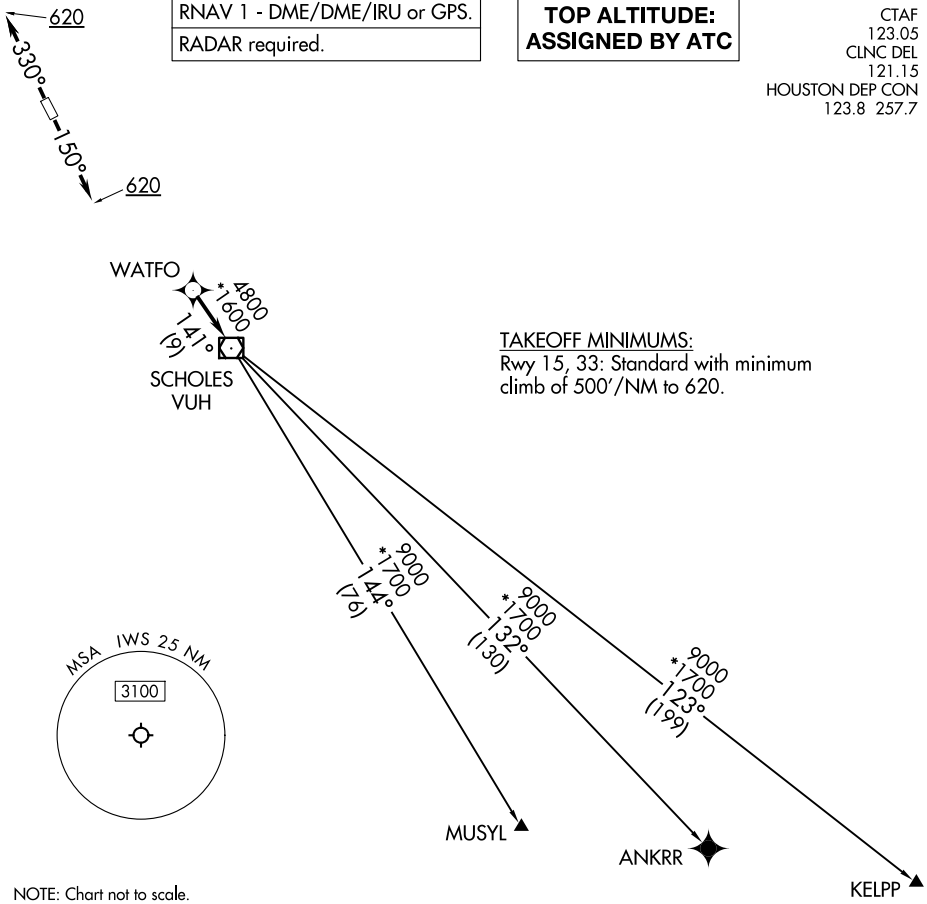 620
330°
150°
620
RNAV 1 - DME/DME/IRU or GPS.
RADAR required.
TOP ALTITUDE:
ASSIGNED BY ATC
CTAF
123.05
CLNC DEL
121.15
HOUSTON DEP CON
123.8 257.7
WATFO
4800
*1600
141°
(9)
SCHOLES
VUH
TAKEOFF MINIMUMS:
Rwy 15, 33: Standard with minimum
climb of 500'/NM to 620.
9000
*1700
144°
(76)
9000
*1700
132°
(130)
9000
*1700
123°
(199)
MSA IWS 25 NM
3100
MUSYL
ANKRR
KELPP
NOTE: Chart not to scale.